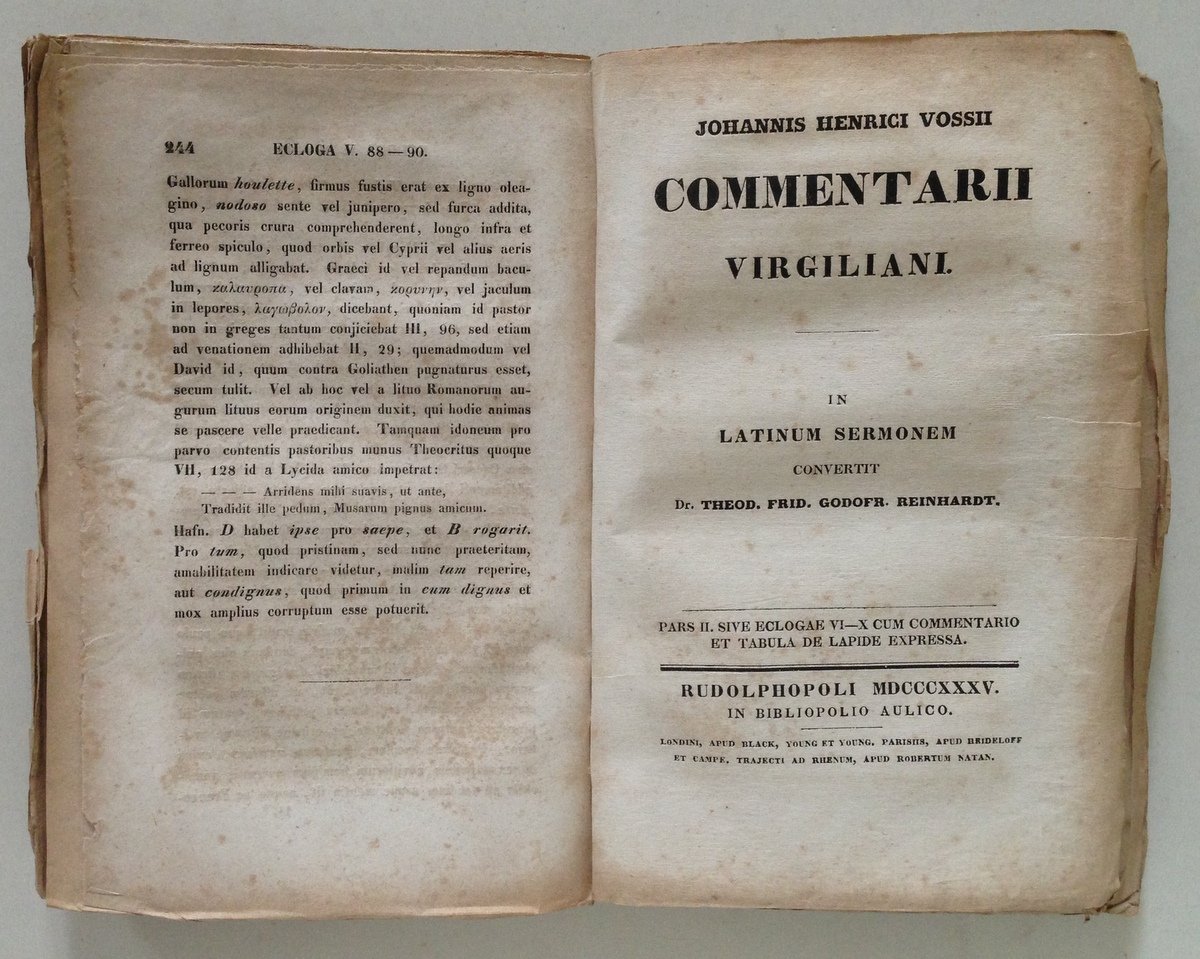 244 ECLOGA V. 88 — 90.
Gallorum houlette, firmus fustis erat ex ligno olea-
gino, nodoso sente vel junipero, sed furca addita,
qua pecoris crura comprehenderent, longo infra et
ferreo spiculo, quod orbis vel Cyprii vel alius aeris
ad lignum alligabat. Graeci id vel repandum bacu-
lum, καλαυροπα, vel clavam, κορυνην, vel jaculum
in lepores, λαγωβολον, dicebant, quoniam id pastor
non in greges tantum conjiciebat III, 96, sed etiam
ad venationem adhibebat II, 29; quemadmodum vel
David id, quum contra Goliathen pugnaturus esset,
secum tulit. Vel ab hoc vel a lituo Romanorum au-
gurum lituus eorum originem duxit, qui hodie animas
se pascere velle praedicant. Tamquam idoneum pro
parvo contentis pastoribus munus Theocritus quoque
VII, 128 id a Lycida amico impetrat:
— — — Arridens mihi suavis, ut ante,
Tradidit ille pedum, Musarum pignus amicum.
Hafn. D habet ipse pro saepe, et B rogarit.
Pro tum, quod pristinam, sed nunc praeteritam,
amabilitatem indicare videtur, malim tam reperire,
aut condignus, quod primum in cum dignus et
mox amplius corruptum esse potuerit.
JOHANNIS HENRICI VOSSII
COMMENTARII
VIRGILIANI.
IN
LATINUM SERMONEM
CONVERTIT
Dr. THEOD. FRID. GODOFR. REINHARDT.
PARS II. SIVE ECLOGAE VI—X CUM COMMENTARIO
ET TABULA DE LAPIDE EXPRESSA.
RUDOLPHOPOLI MDCCCXXXV.
IN BIBLIOPOLIO AULICO.
LONDINI, APUD BLACK, YOUNG ET YOUNG. PARISIIS, APUD HEIDELOFF
ET CAMPE. TRAJECTI AD RHENUM, APUD ROBERTUM NATAN.